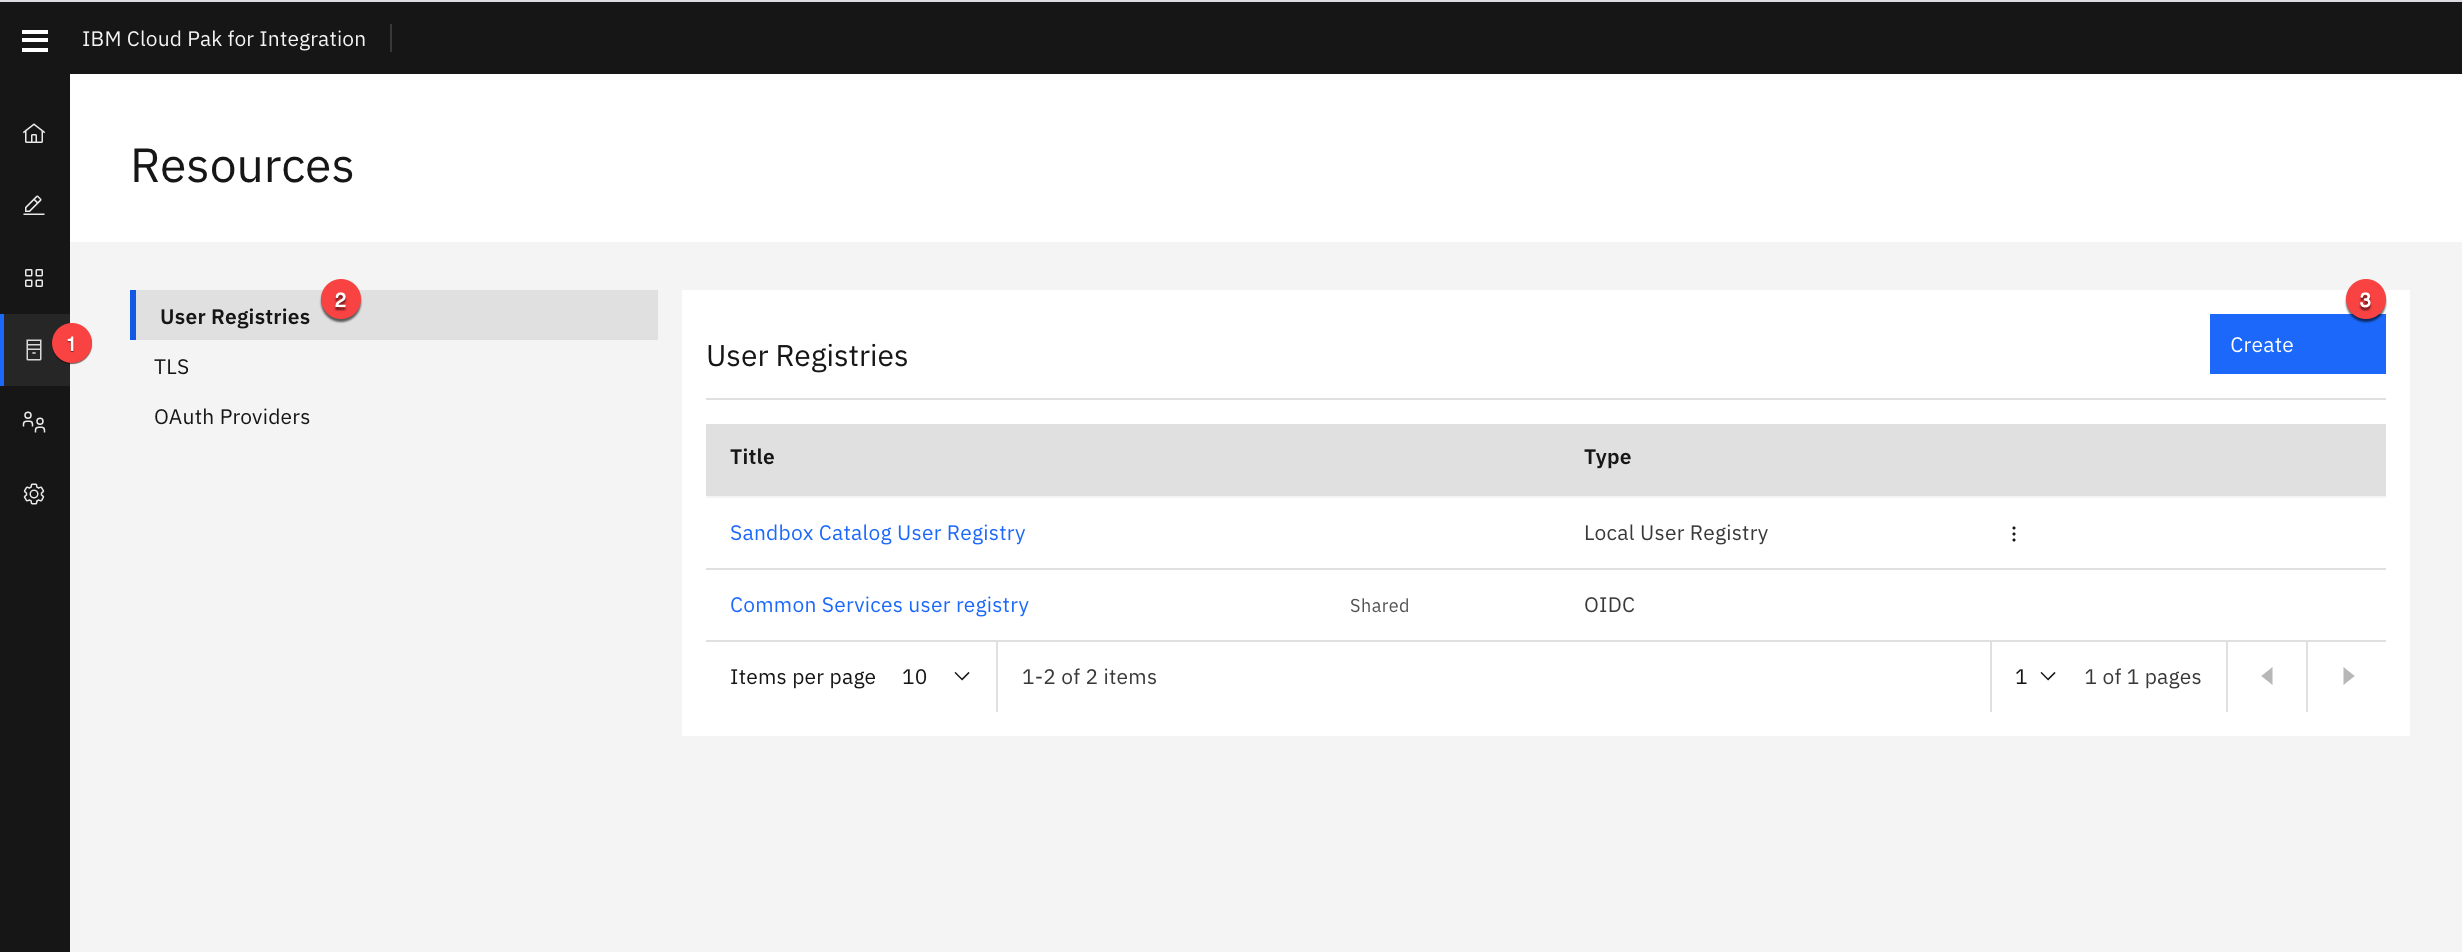 IBM Cloud Pak for Integration
Resources
1
User Registries 2
TLS
OAuth Providers
3
Create
User Registries
Title Type
Sandbox Catalog User Registry Local User Registry
Common Services user registry Shared OIDC
Items per page 10 1-2 of 2 items 1 1 of 1 pages